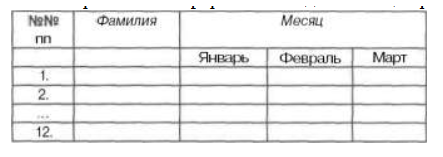 №№ Фамилия Месяц
пп
Январь Февраль Март
1.
2.
...
12.